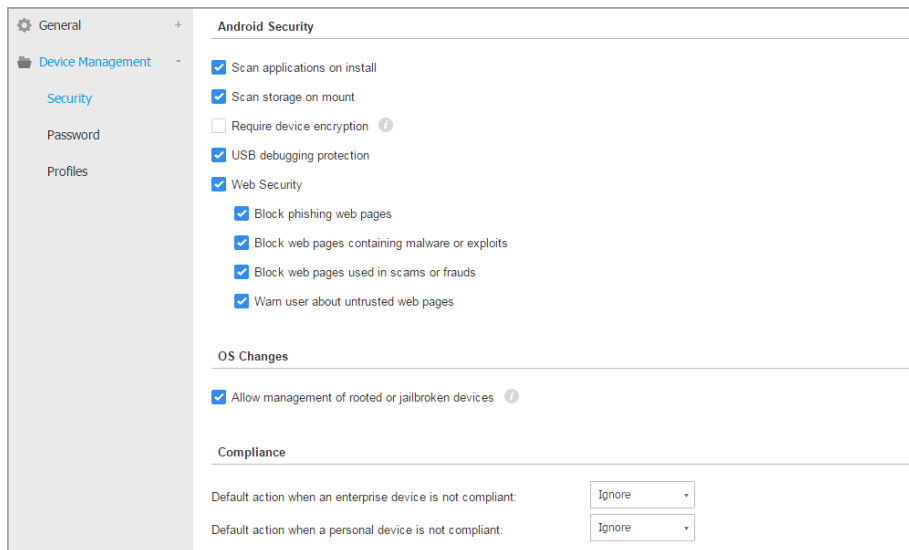 General +
Device Management -
Security
Password
Profiles
Android Security
Scan applications on install
Scan storage on mount
Require device encryption i
USB debugging protection
Web Security
Block phishing web pages
Block web pages containing malware or exploits
Block web pages used in scams or frauds
Warn user about untrusted web pages
OS Changes
Allow management of rooted or jailbroken devices i
Compliance
Default action when an enterprise device is not compliant: Ignore
Default action when a personal device is not compliant: Ignore